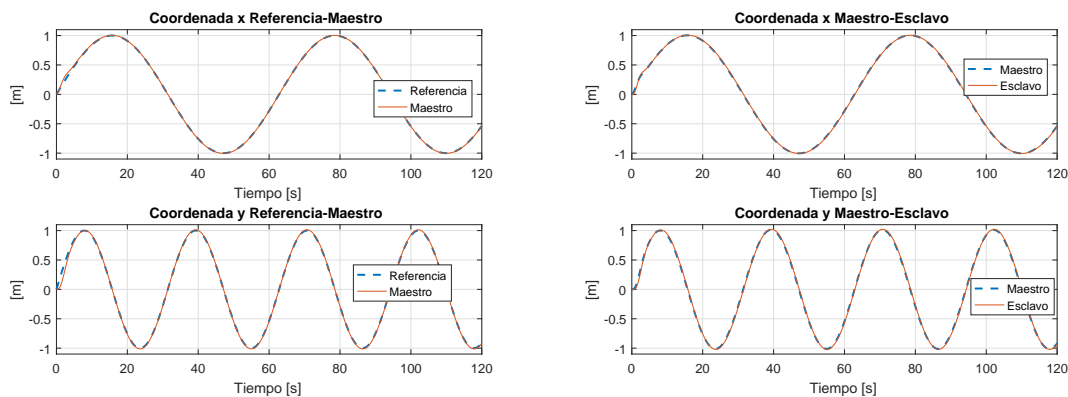 Coordenada x Referencia-Maestro
1
0.5
0
-0.5
-1
[m]
Referencia
Maestro
0 20 40 60 80 100 120
Tiempo [s]
Coordenada x Maestro-Esclavo
1
0.5
0
-0.5
-1
[m]
Maestro
Esclavo
0 20 40 60 80 100 120
Tiempo [s]
Coordenada y Referencia-Maestro
1
0.5
0
-0.5
-1
[m]
Referencia
Maestro
0 20 40 60 80 100 120
Tiempo [s]
Coordenada y Maestro-Esclavo
1
0.5
0
-0.5
-1
[m]
Maestro
Esclavo
0 20 40 60 80 100 120
Tiempo [s]